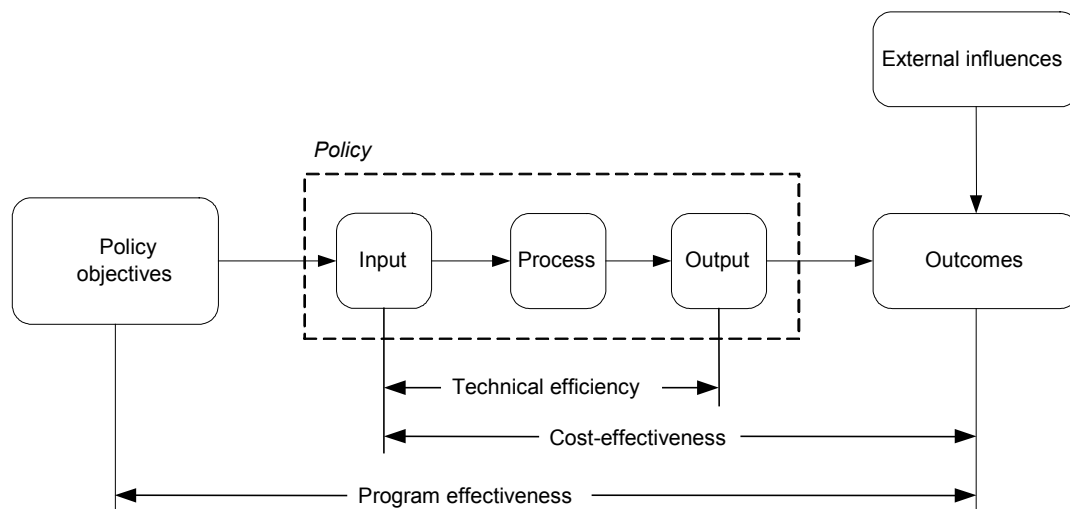 External influences
Policy
Policy
objectives
Input
Process
Output
Outcomes
Technical efficiency
Cost-effectiveness
Program effectiveness